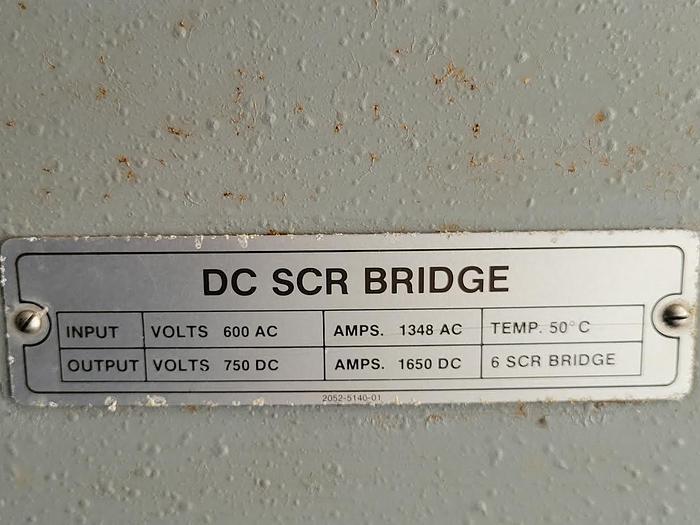 DC SCR BRIDGE
INPUT VOLTS 600 AC AMPS. 1348 AC TEMP. 50°C
OUTPUT VOLTS 750 DC AMPS. 1650 DC 6 SCR BRIDGE
2052-5140-01